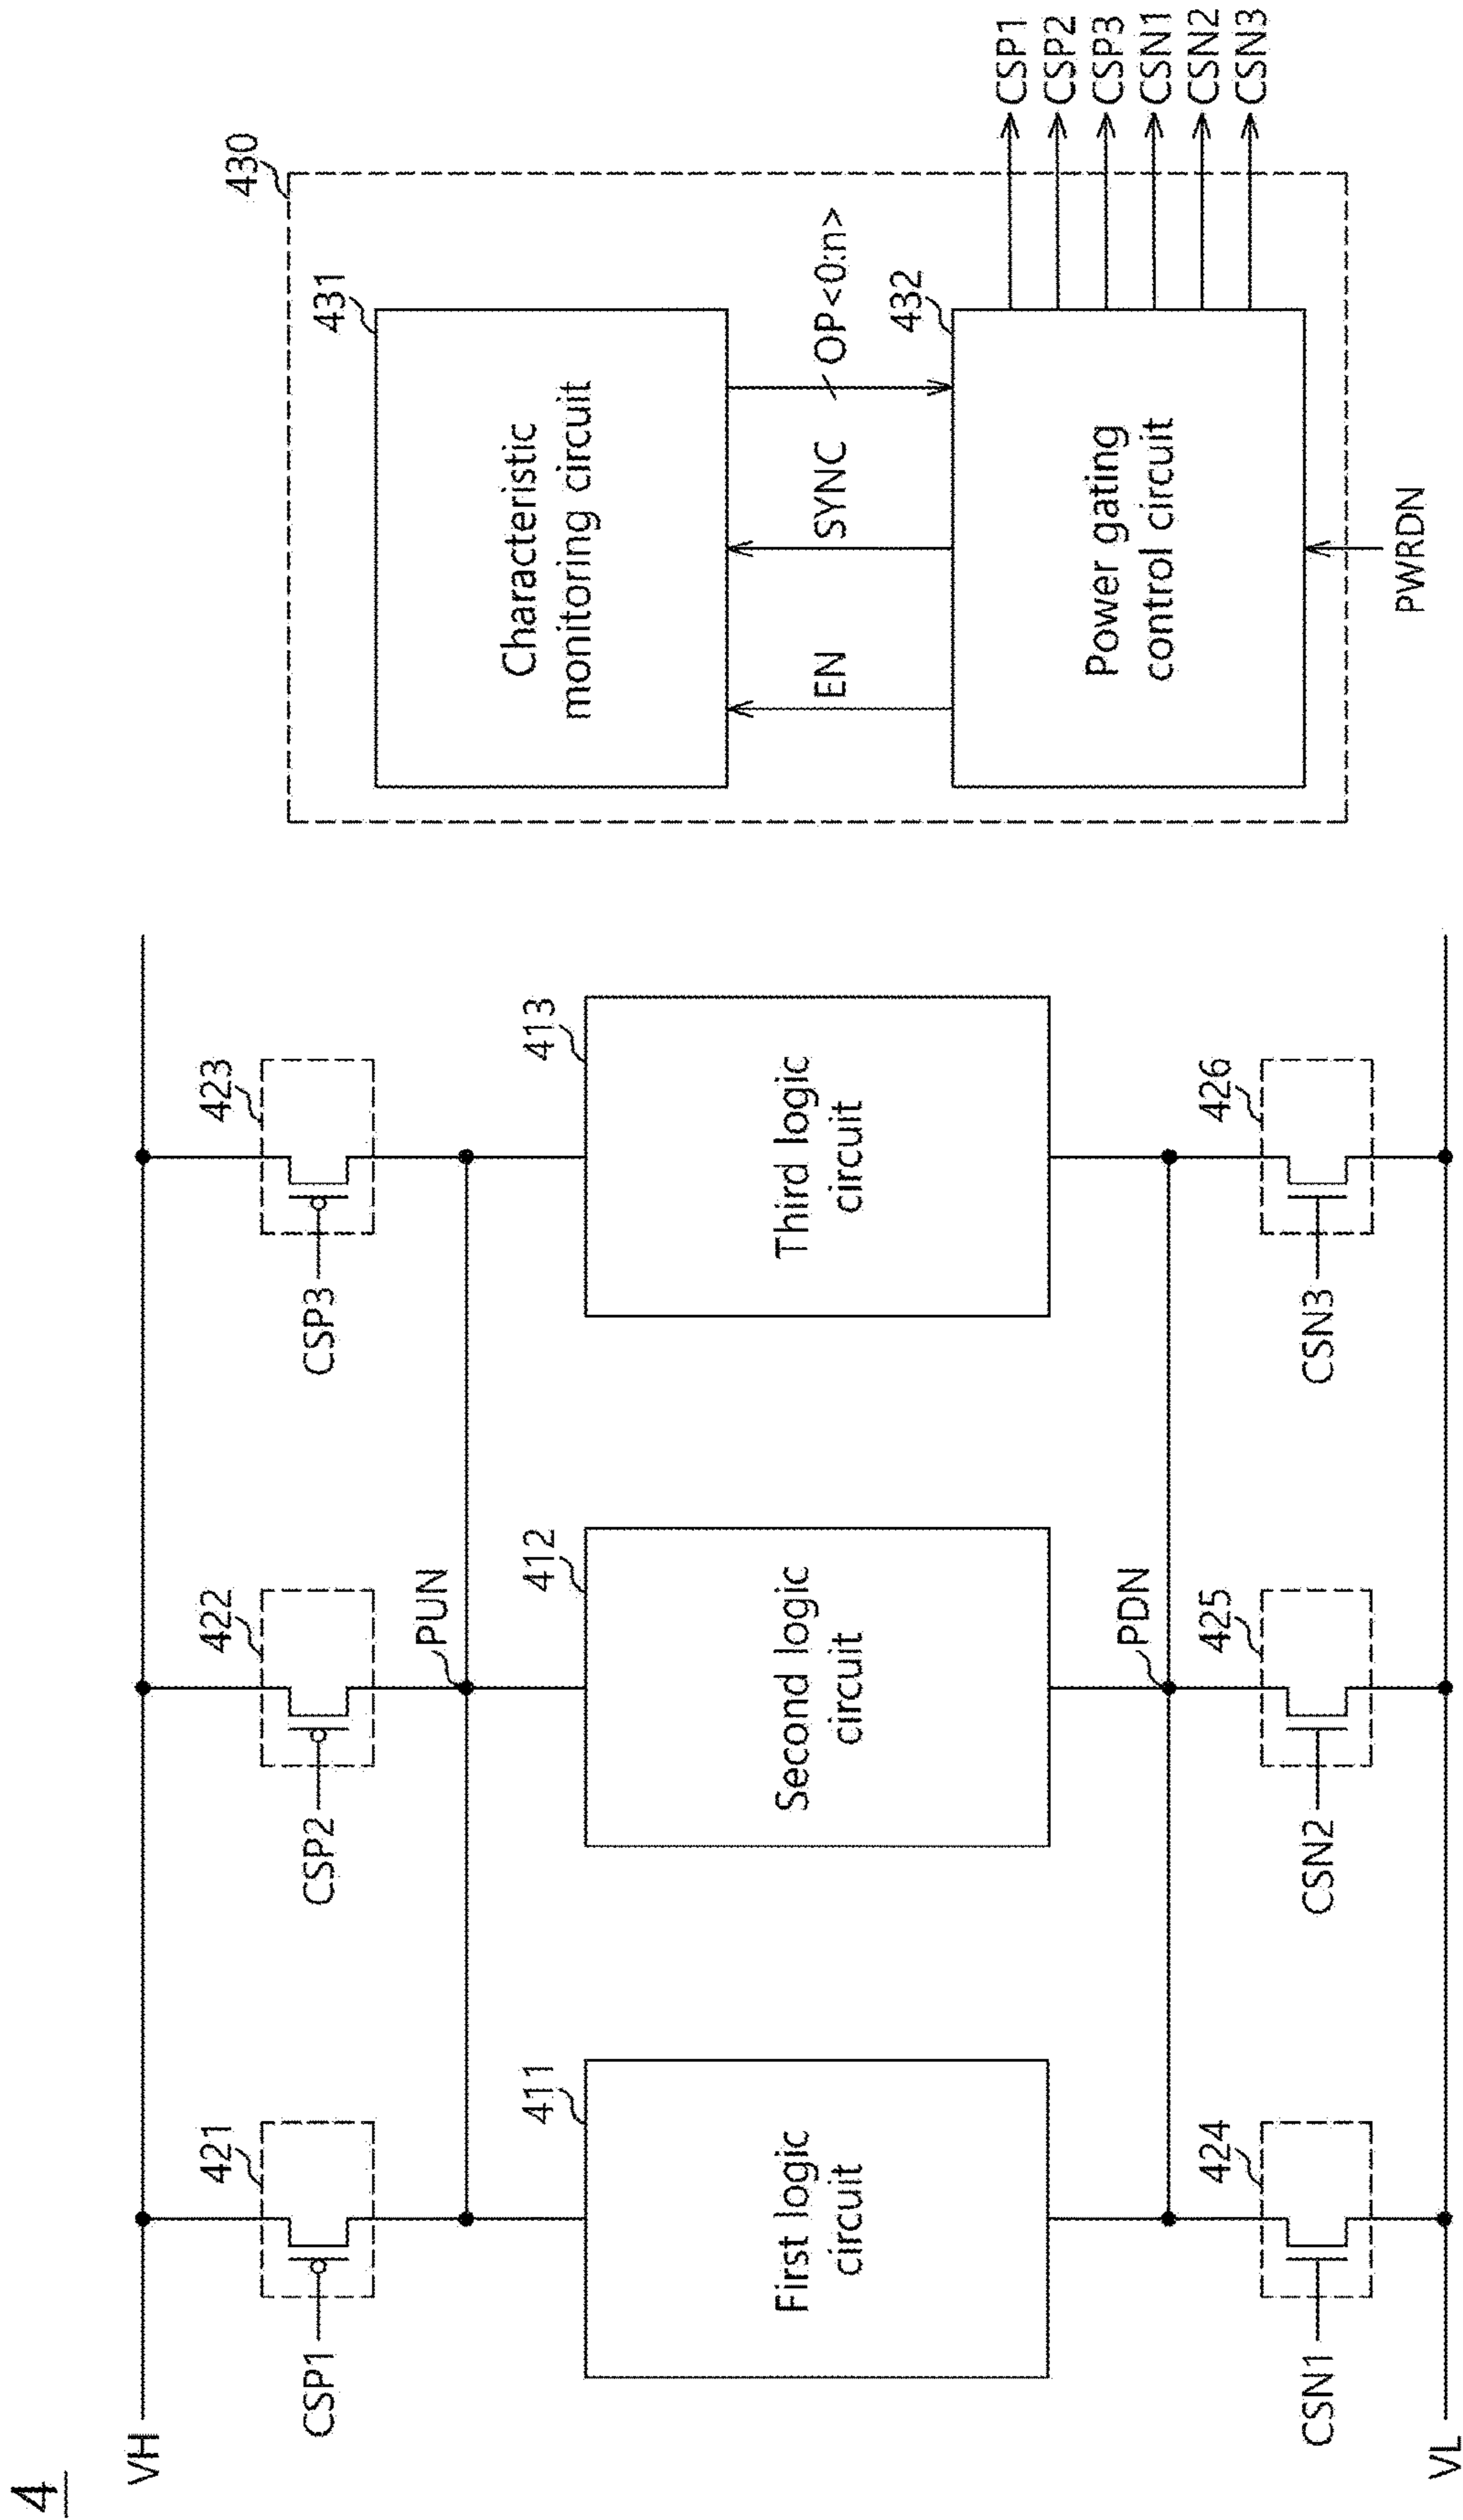 4
VH
CSP1
421
CSP2
422
CSP3
423
PUN
411
First logic
circuit
412
Second logic
circuit
413
Third logic
circuit
PDN
CSN1
424
CSN2
425
CSN3
426
VL
430
431
Characteristic
monitoring circuit
EN
SYNC
OP<0:n>
432
Power gating
control circuit
CSP1
CSP2
CSP3
CSN1
CSN2
CSN3
PWRDN